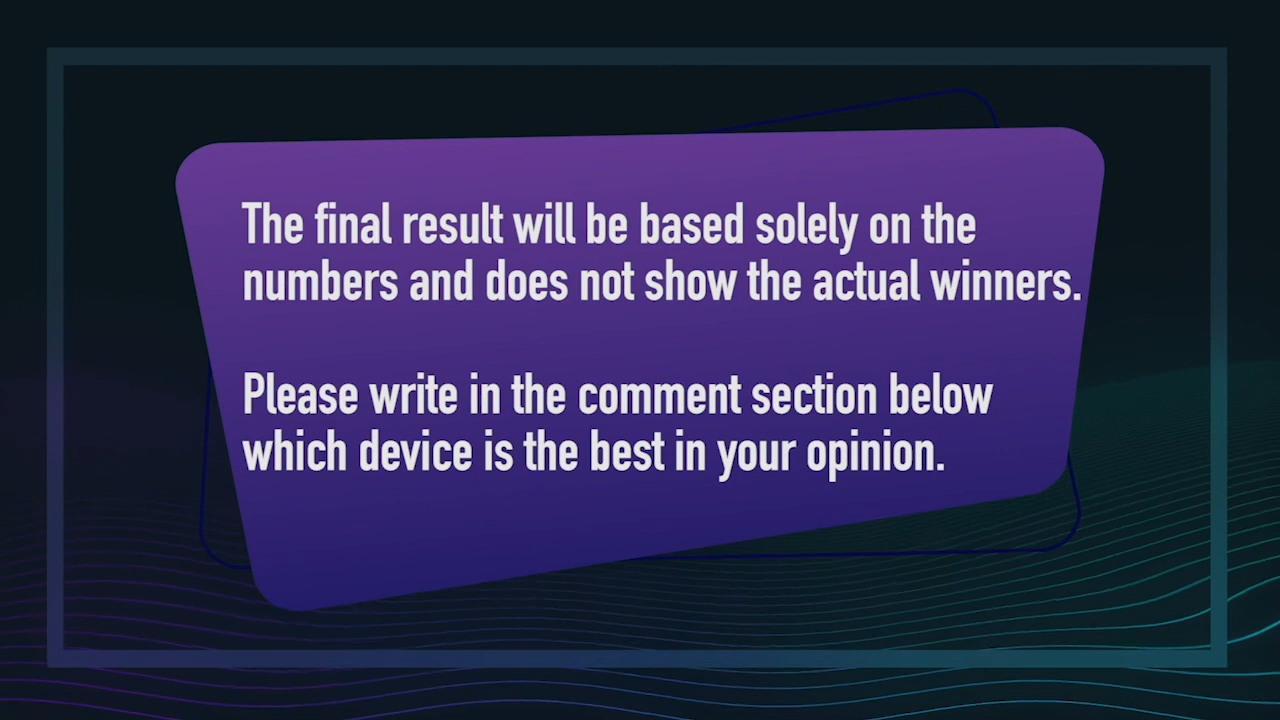 The final result will be based solely on the
numbers and does not show the actual winners.
Please write in the comment section below
which device is the best in your opinion.